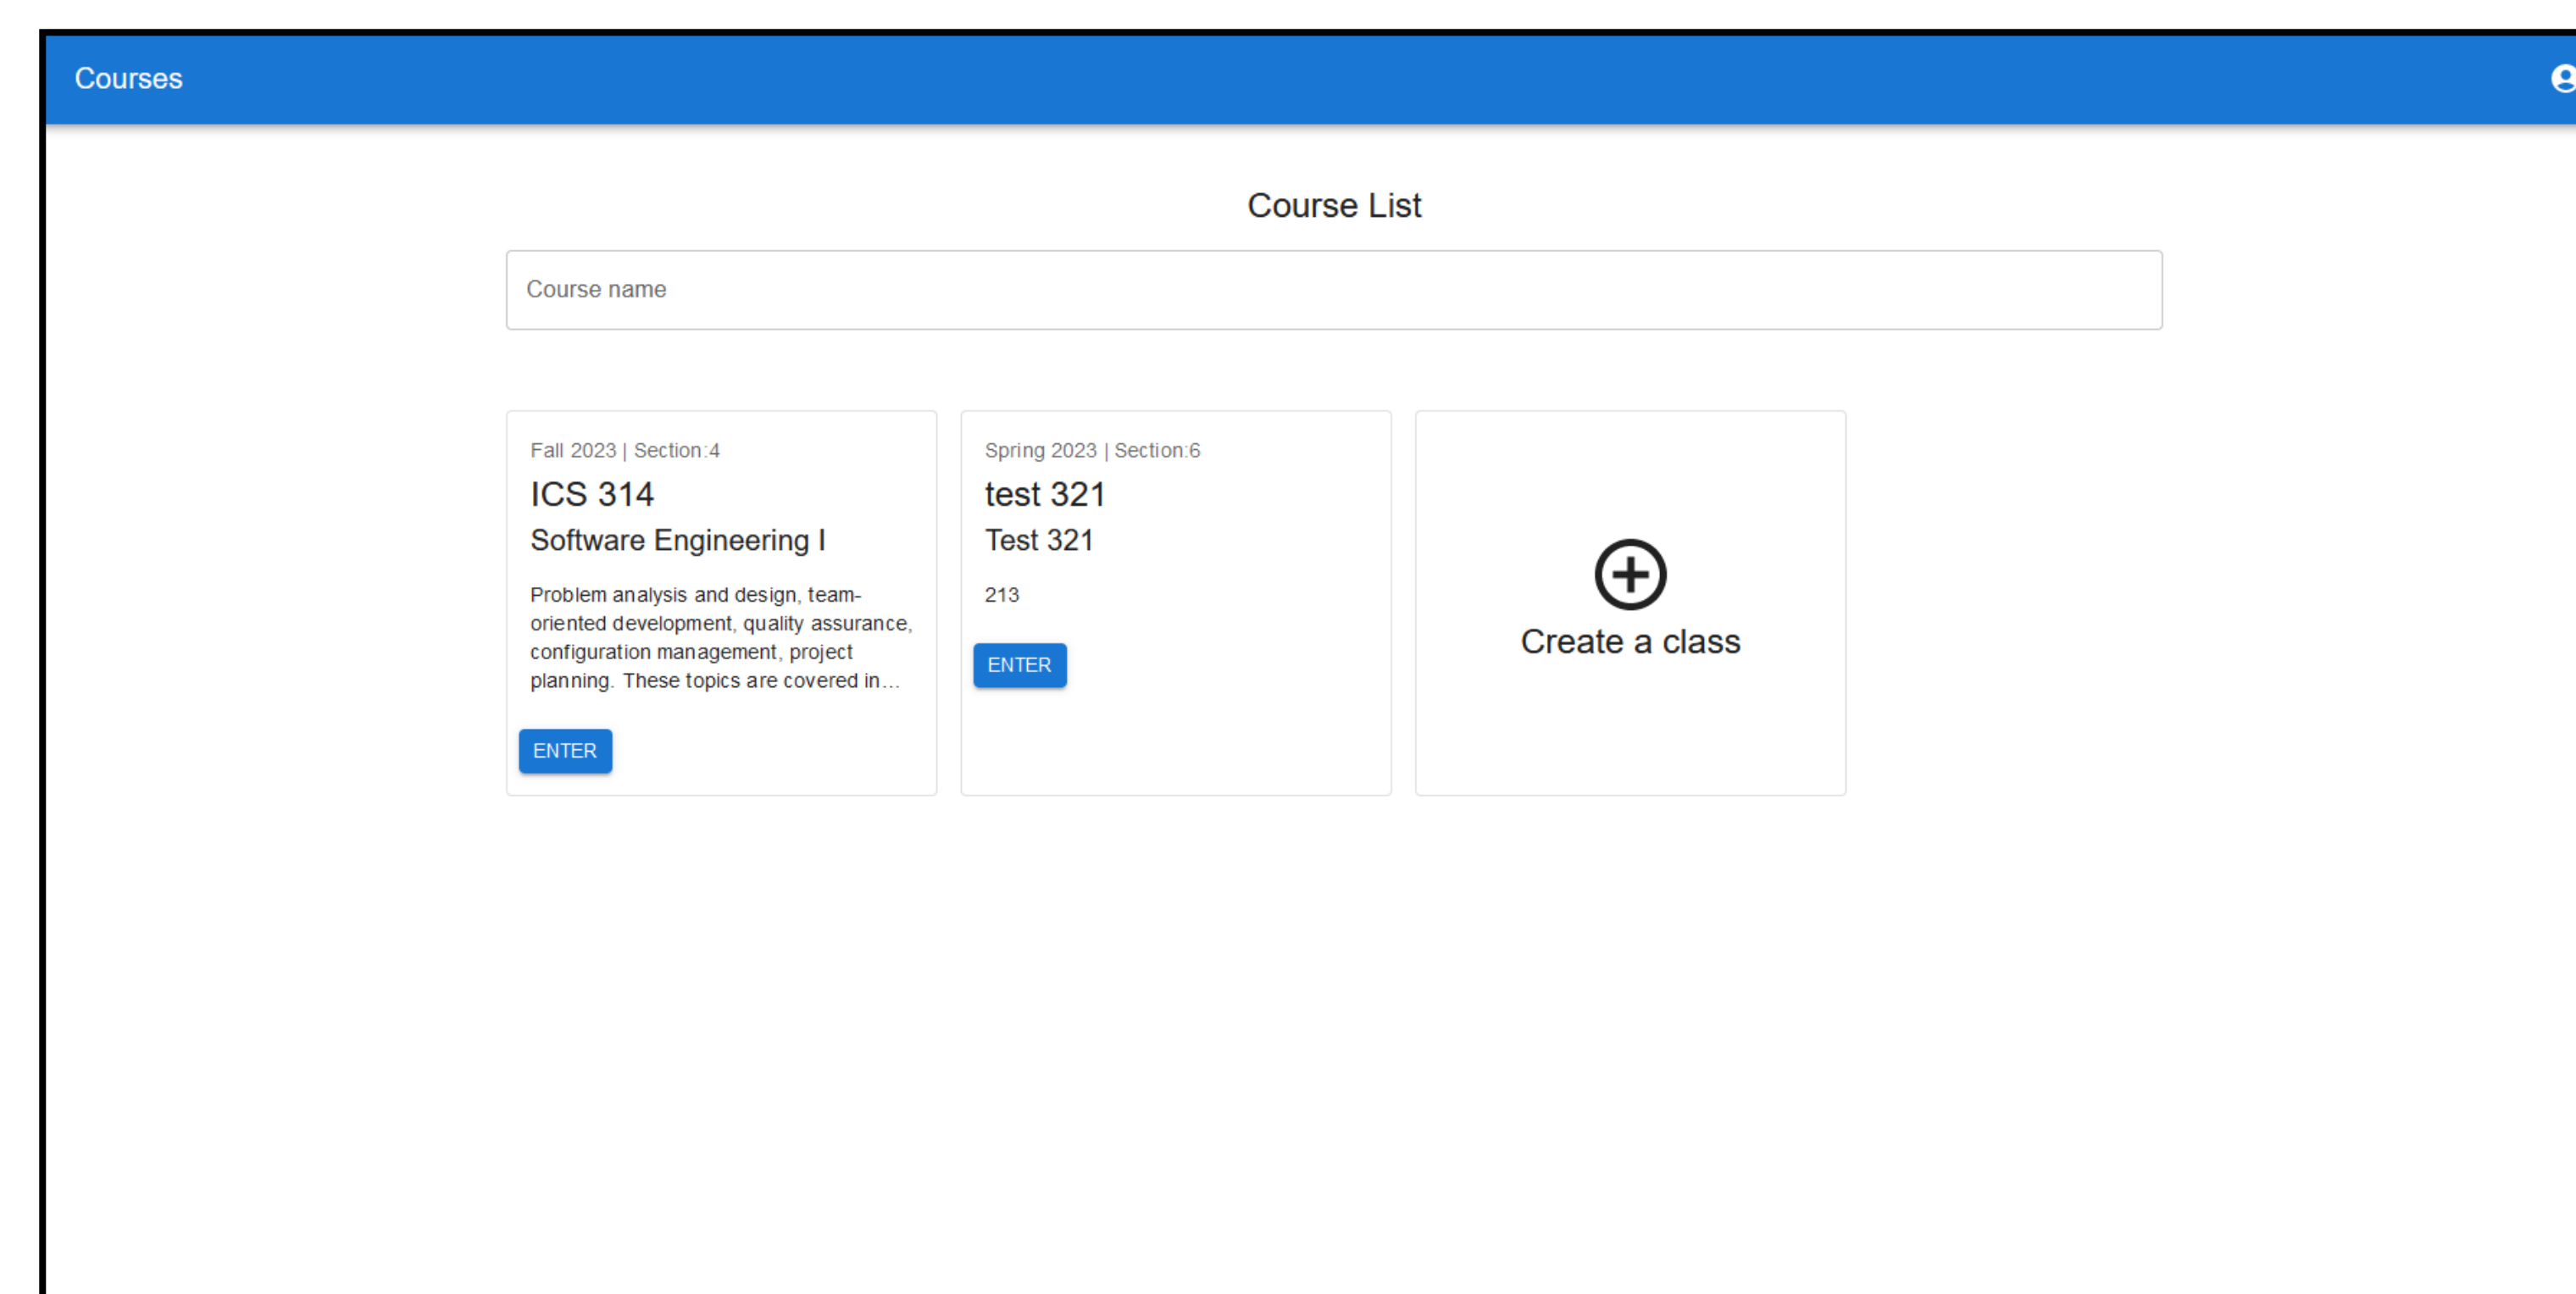 Courses
Course List
Course name
Fall 2023 | Section:4
ICS 314
Software Engineering I
Problem analysis and design, team-
oriented development, quality assurance,
configuration management, project
planning. These topics are covered in...
ENTER
Spring 2023 | Section:6
test 321
Test 321
213
ENTER
Create a class